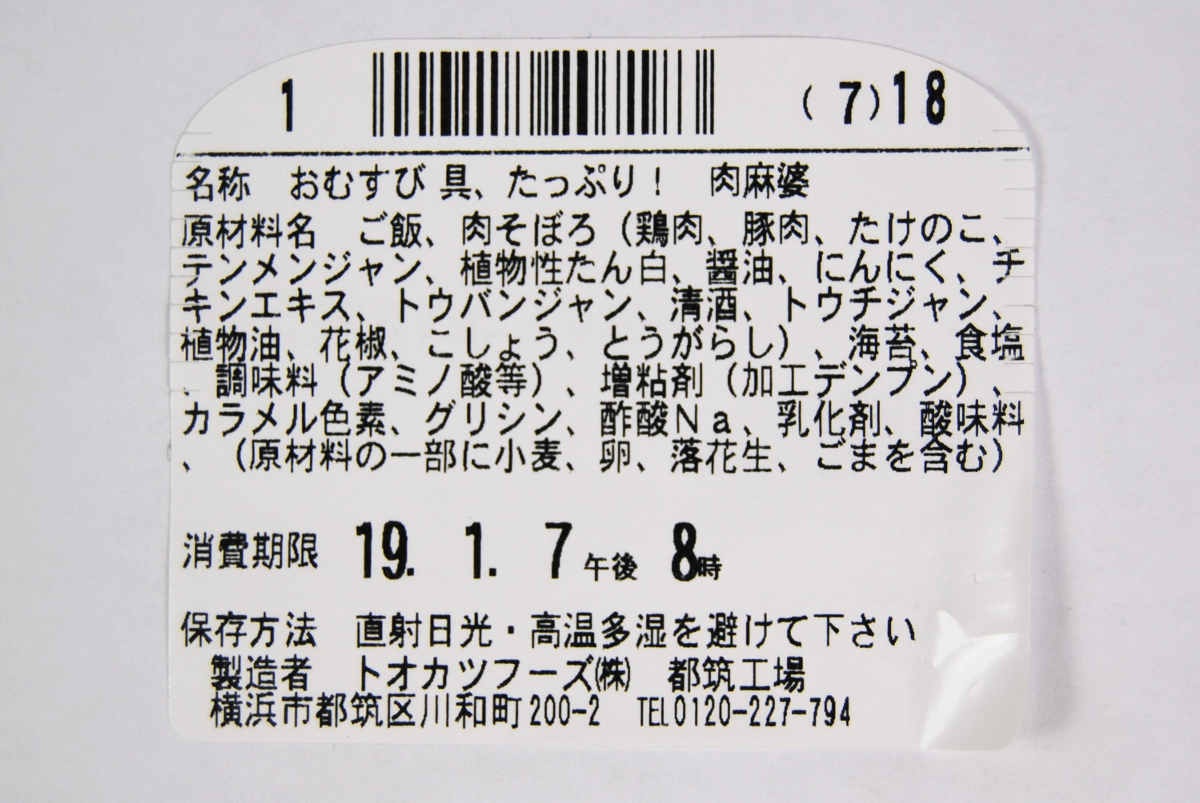 1 (7)18
名称 おむすび 具、たっぷり! 肉麻婆
原材料名 ご飯、肉そぼろ(鶏肉、豚肉、たけのこ、
テンメンジャン、植物性たん白、醤油、にんにく、チ
キンエキス、トウバンジャン、清酒、トウチジャン、
植物油、花椒、こしょう、とうがらし)、海苔、食塩
、調味料(アミノ酸等)、増粘剤(加工デンプン)、
カラメル色素、グリシン、酢酸Na、乳化剤、酸味料
、(原材料の一部に小麦、卵、落花生、ごまを含む)
消費期限 19. 1. 7 午後 8時
保存方法 直射日光・高温多湿を避けて下さい
製造者 トオカツフーズ㈱ 都筑工場
横浜市都筑区川和町200-2 TEL0120-227-794